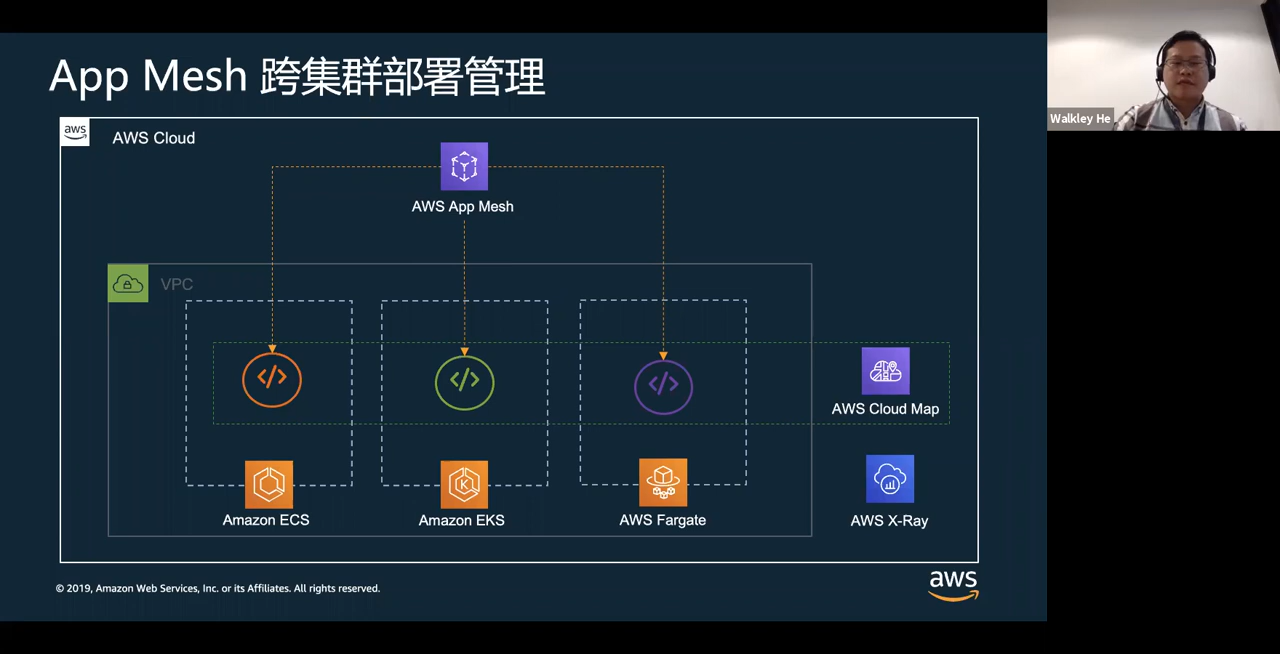 App Mesh 跨集群部署管理
Walkley He
aws
AWS Cloud
AWS App Mesh
VPC
AWS Cloud Map
Amazon ECS
Amazon EKS
AWS Fargate
AWS X-Ray
© 2019, Amazon Web Services, Inc. or its Affiliates. All rights reserved.
aws